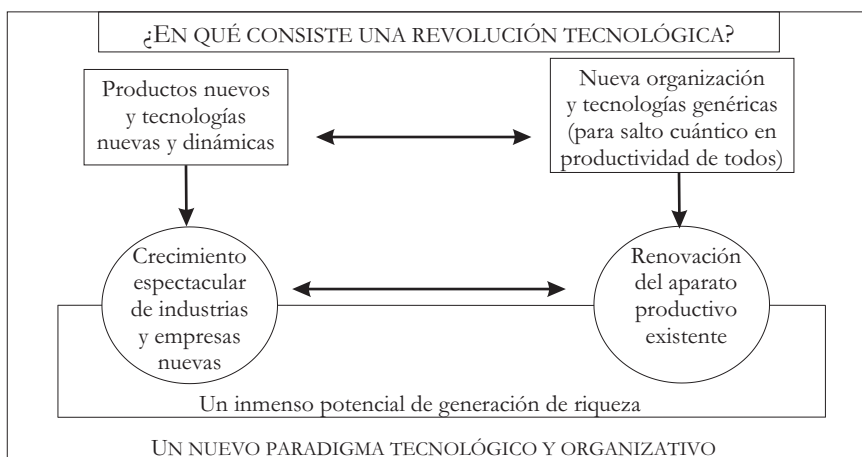 ¿EN QUÉ CONSISTE UNA REVOLUCIÓN TECNOLÓGICA?
Productos nuevos
y tecnologías
nuevas y dinámicas
Nueva organización
y tecnologías genéricas
(para salto cuántico en
productividad de todos)
Crecimiento
espectacular
de industrias
y empresas
nuevas
Renovación
del aparato
productivo
existente
Un inmenso potencial de generación de riqueza
UN NUEVO PARADIGMA TECNOLÓGICO Y ORGANIZATIVO